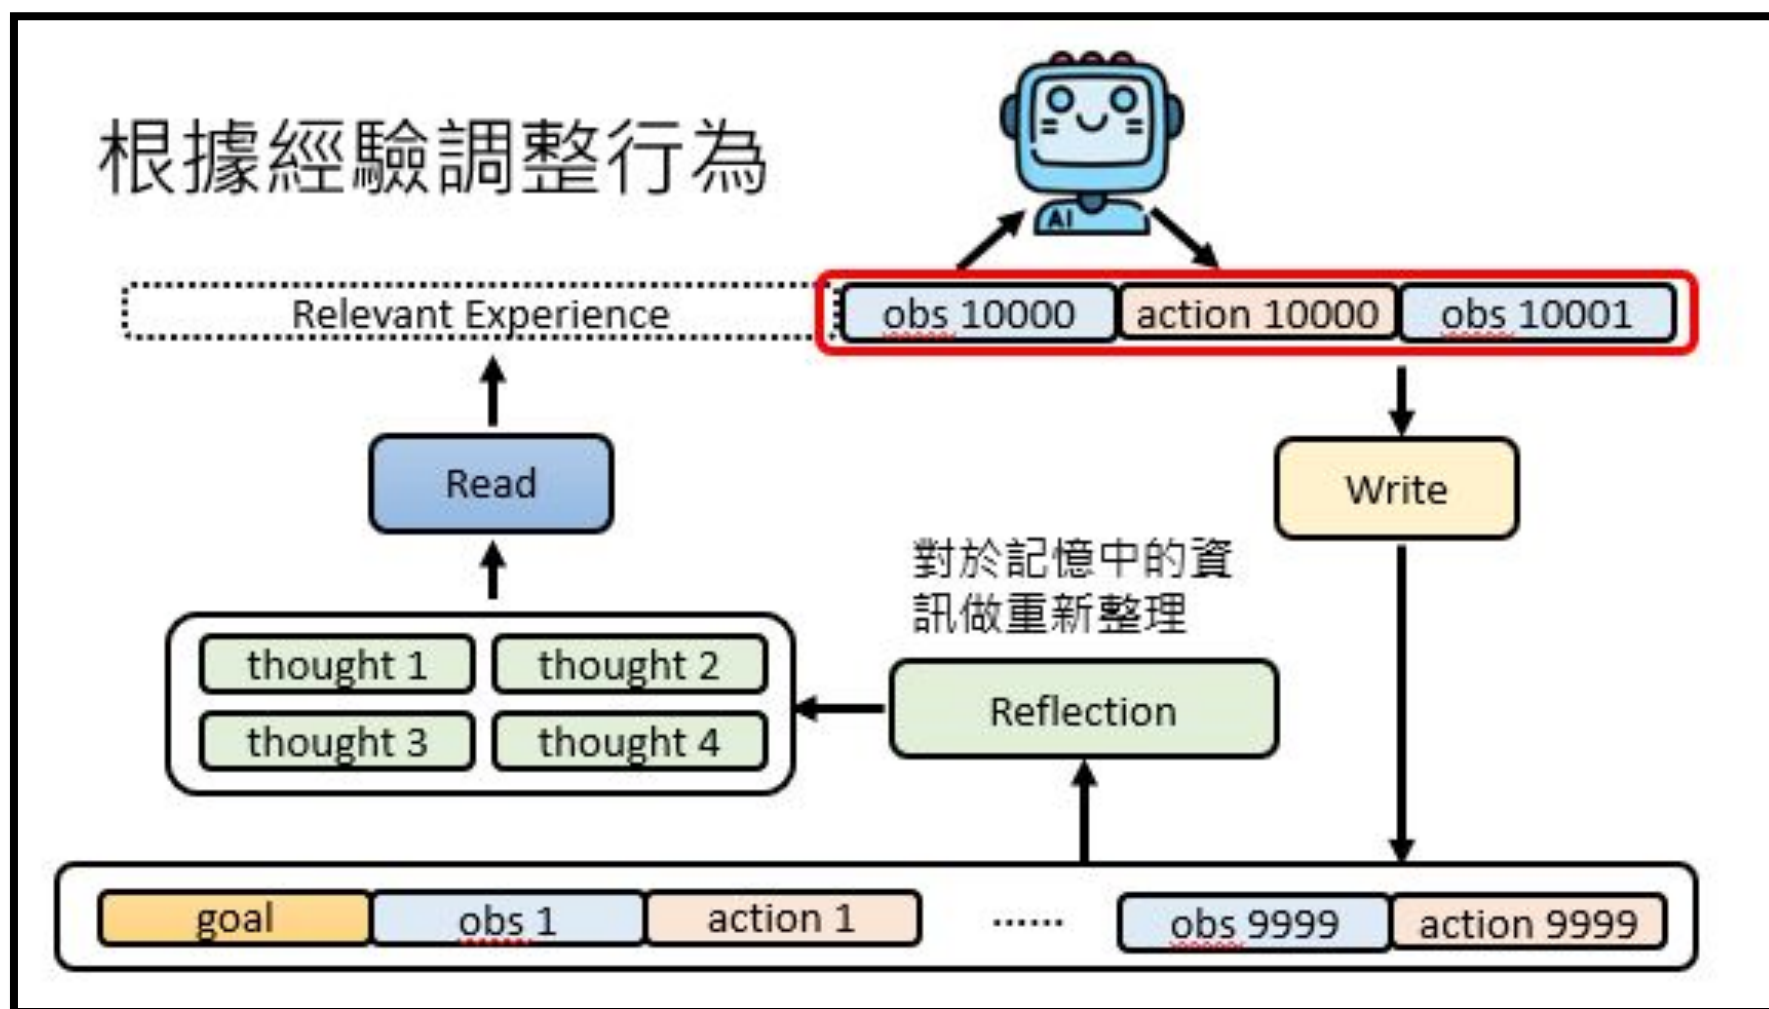 根據經驗調整行為
AI
Relevant Experience
obs 10000
action 10000
obs 10001
Read
Write
對於記憶中的資
訊做重新整理
thought 1
thought 2
thought 3
thought 4
Reflection
goal
obs 1
action 1
......
obs 9999
action 9999